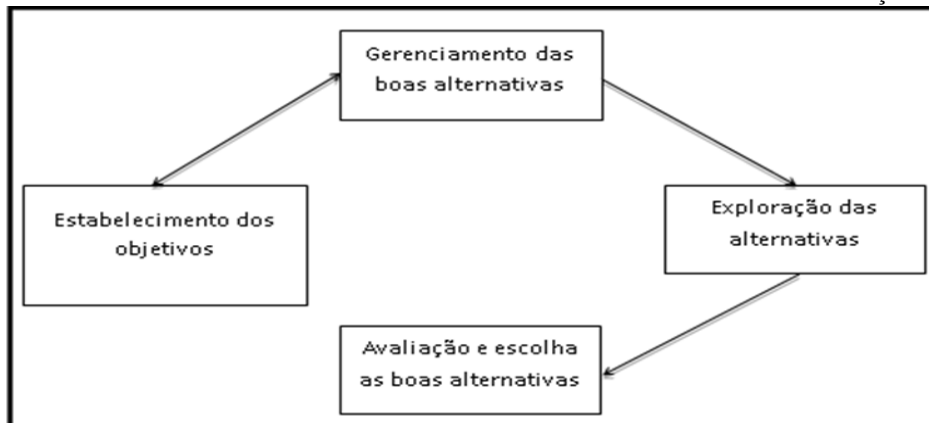 Gerenciamento das
boas alternativas
Estabelecimento dos
objetivos
Exploração das
alternativas
Avaliação e escolha
as boas alternativas